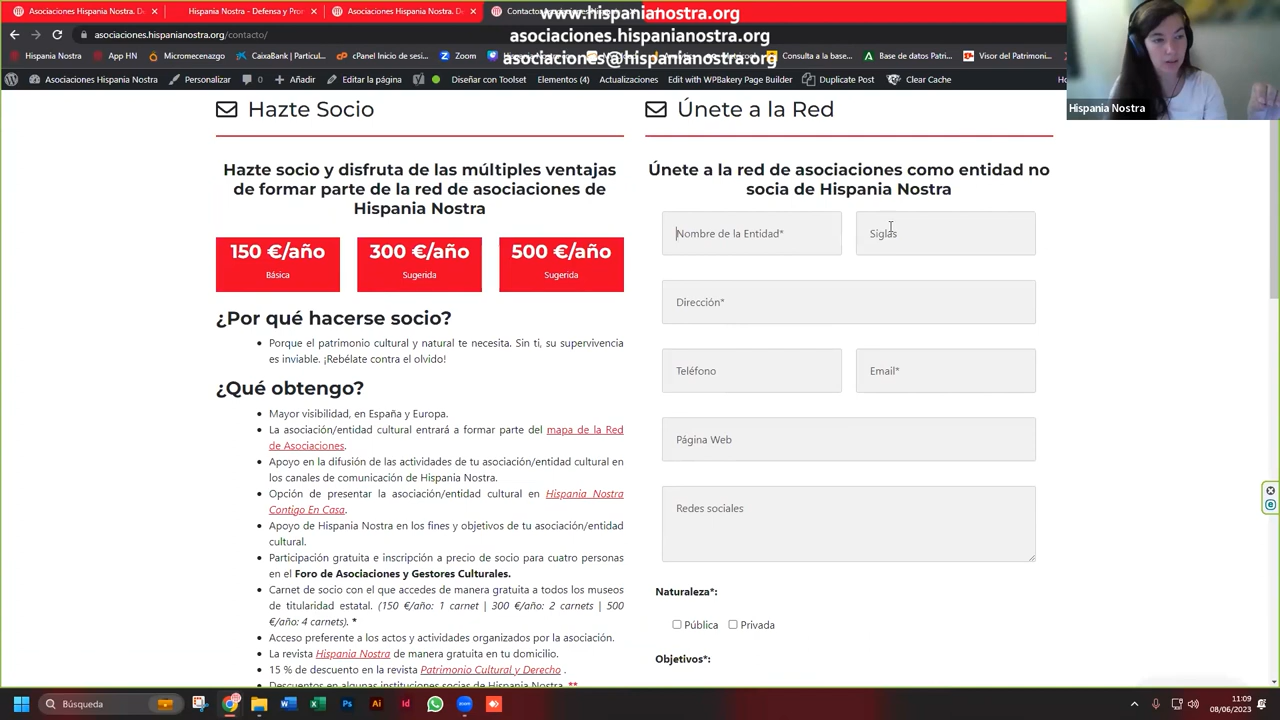 Asociaciones Hispania Nostra. D
Hispania Nostra - Defensa y Pro
Asociaciones Hispania Nostra. D
www.hispanianostra.org
asociaciones.hispanianostra.org/contacto/
asociaciones.hispanianostra.org
Hispania Nostra
App HN
Micromecenazgo
CaixaBank | Particu...
cPanel Inicio de sesi...
Zoom
asociaciones@hispanianostra.org
Consulta a la base...
Base de datos Patri...
Visor del Patrimoni...
Asociaciones Hispania Nostra
Personalizar
0
Añadir
Editar la página
Diseñar con Testigo
Elementos (4)
Actualizaciones
Edit with WPBakery Page Builder
Duplicate Post
Clear Cache
Hispania Nostra
Hazte Socio
Hazte socio y disfruta de las múltiples ventajas
de formar parte de la red de asociaciones de
Hispania Nostra
150 €/año
Básica
300 €/año
Sugerida
500 €/año
Sugerida
¿Por qué hacerse socio?
Porque el patrimonio cultural y natural te necesita. Sin ti, su supervivencia
es inviable. ¡Rebélate contra el olvido!
¿Qué obtengo?
Mayor visibilidad, en España y Europa.
La asociación/entidad cultural entrará a formar parte del mapa de la Red
de Asociaciones.
Apoyo en la difusión de las actividades de tu asociación/entidad cultural en
los canales de comunicación de Hispania Nostra.
Opción de presentar la asociación/entidad cultural en Hispania Nostra
Contigo En Casa.
Apoyo de Hispania Nostra en los fines y objetivos de tu asociación/entidad
cultural.
Participación gratuita e inscripción a precio de socio para cuatro personas
en el Foro de Asociaciones y Gestores Culturales.
Carnet de socio con el que accedes de manera gratuita a todos los museos
de titularidad estatal. (150 €/año: 1 carnet | 300 €/año: 2 carnets | 500
€/año: 4 carnets). *
Acceso preferente a los actos y actividades organizados por la asociación.
La revista Hispania Nostra de manera gratuita en tu domicilio.
15 % de descuento en la revista Patrimonio Cultural y Derecho .
Descuentos en algunas instituciones socias de Hispania Nostra. **
Únete a la Red
Únete a la red de asociaciones como entidad no
socia de Hispania Nostra
Nombre de la Entidad*
Siglas
Dirección*
Teléfono
Email*
Página Web
Redes sociales
Naturaleza*:
Pública
Privada
Objetivos*:
Búsqueda
11:09
08/06/2023